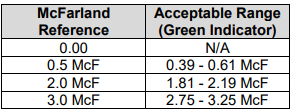 McFarland Reference Acceptable Range (Green Indicator)
0.00 N/A
0.5 McF 0.39 - 0.61 McF
2.0 McF 1.81 - 2.19 McF
3.0 McF 2.75 - 3.25 McF